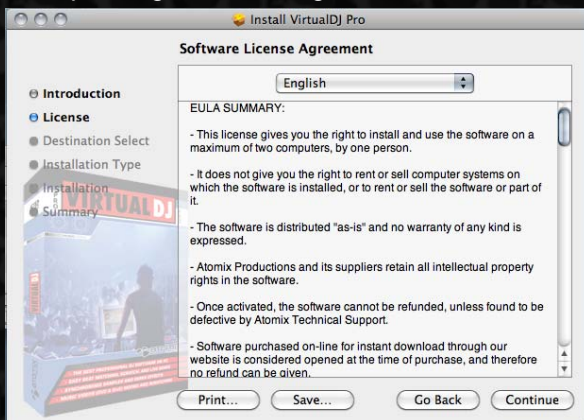 Install VirtualDJ Pro
Software License Agreement
Introduction
License
Destination Select
Installation Type
Installation
Summary
VIRTUAL DJ
English
EULA SUMMARY:
- This license gives you the right to install and use the software on a
maximum of two computers, by one person.
- It does not give you the right to rent or sell computer systems on
which the software is installed, or to rent or sell the software or part of
it.
- The software is distributed "as-is" and no warranty of any kind is
expressed.
- Atomix Productions and its suppliers retain all intellectual property
rights in the software.
- Once activated, the software cannot be refunded, unless found to be
defective by Atomix Technical Support.
- Software purchased on-line for instant download through our
website is considered opened at the time of purchase, and therefore
no refund can be given.
Print...
Save...
Go Back
Continue